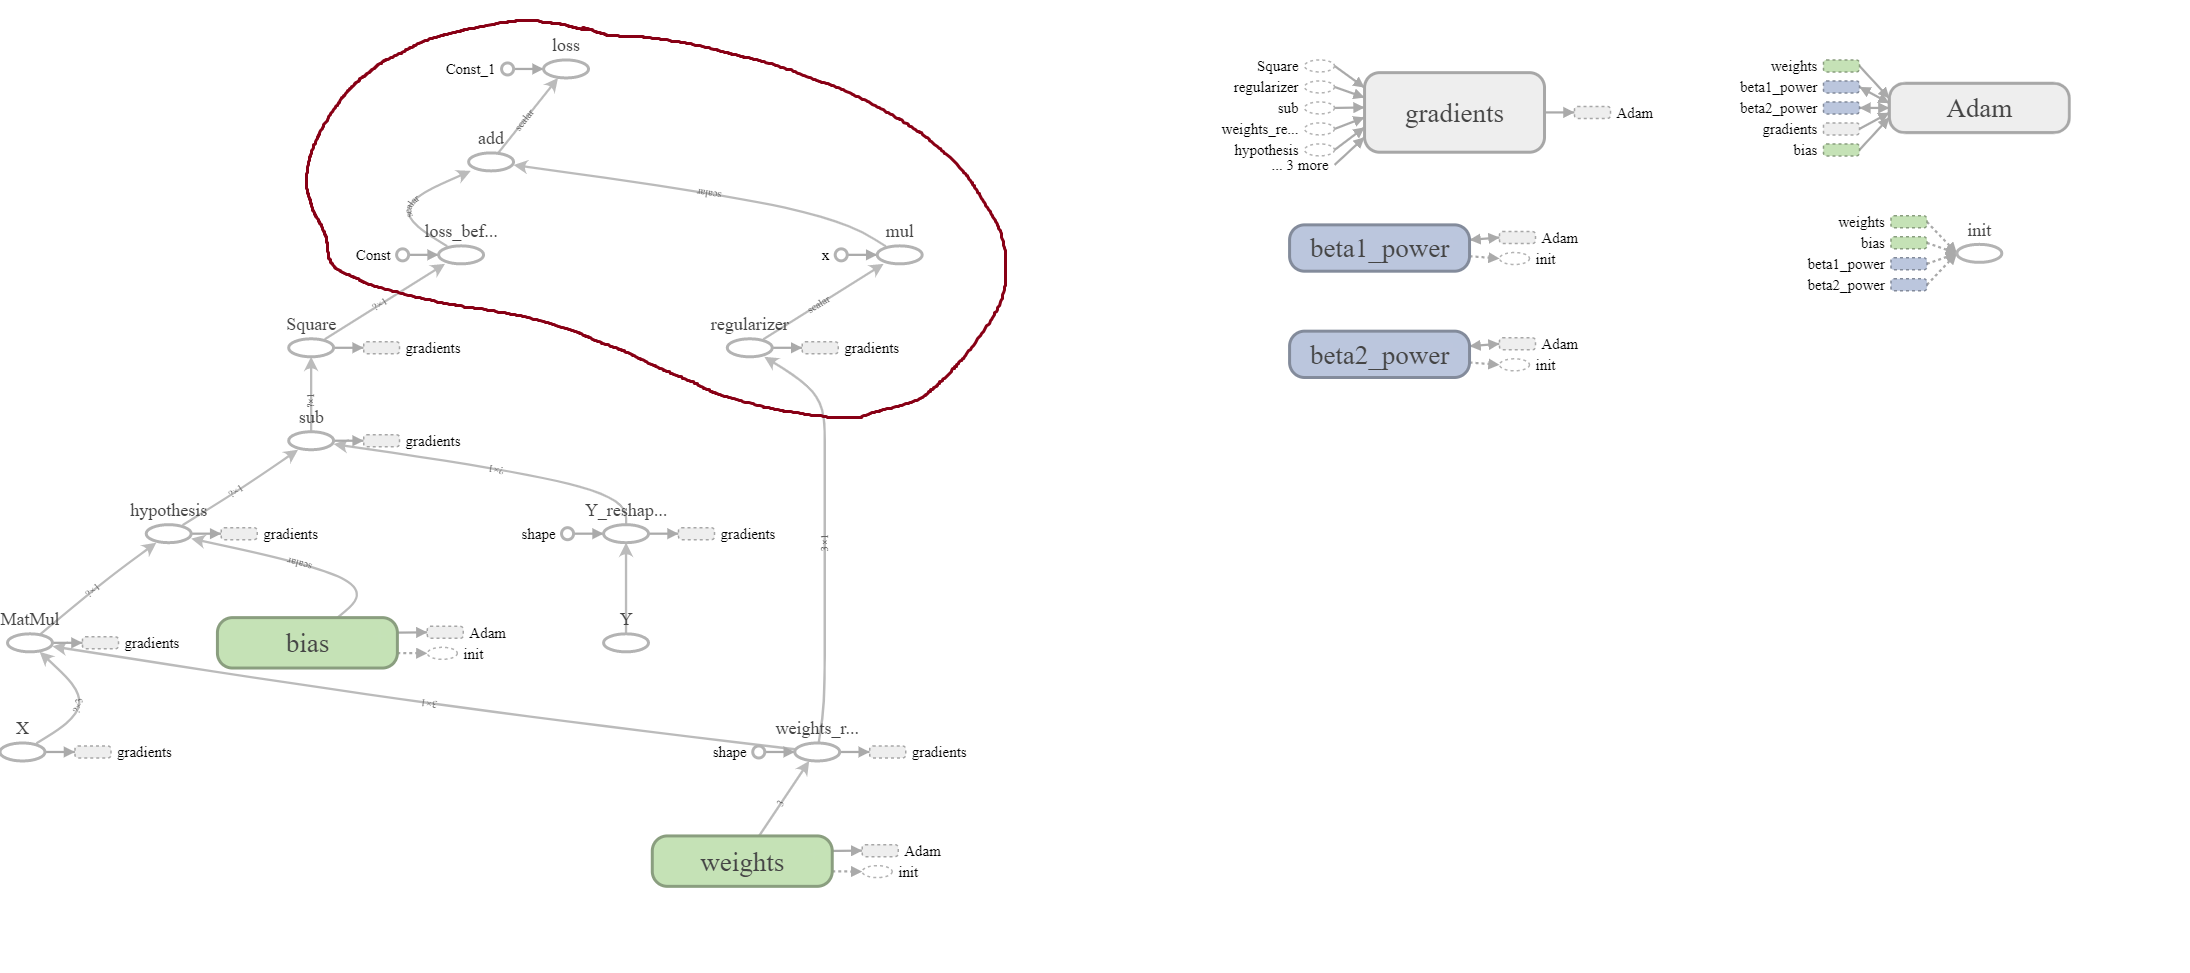 loss
Const_1
scalar
add
scalar
scalar
loss_bef...
Const
mul
x
?×1
scalar
Square
gradients
regularizer
gradients
?×1
sub
gradients
?×1
?×1
hypothesis
gradients
Y_reshap...
shape
gradients
scalar
3×1
?×1
MatMul
gradients
bias
Adam
init
Y
?×3
3×1
X
gradients
weights_r...
shape
gradients
3
weights
Adam
init
Square
regularizer
sub
weights_re...
hypothesis
... 3 more
gradients
Adam
beta1_power
Adam
init
beta2_power
Adam
init
weights
beta1_power
beta2_power
gradients
bias
Adam
weights
bias
beta1_power
beta2_power
init